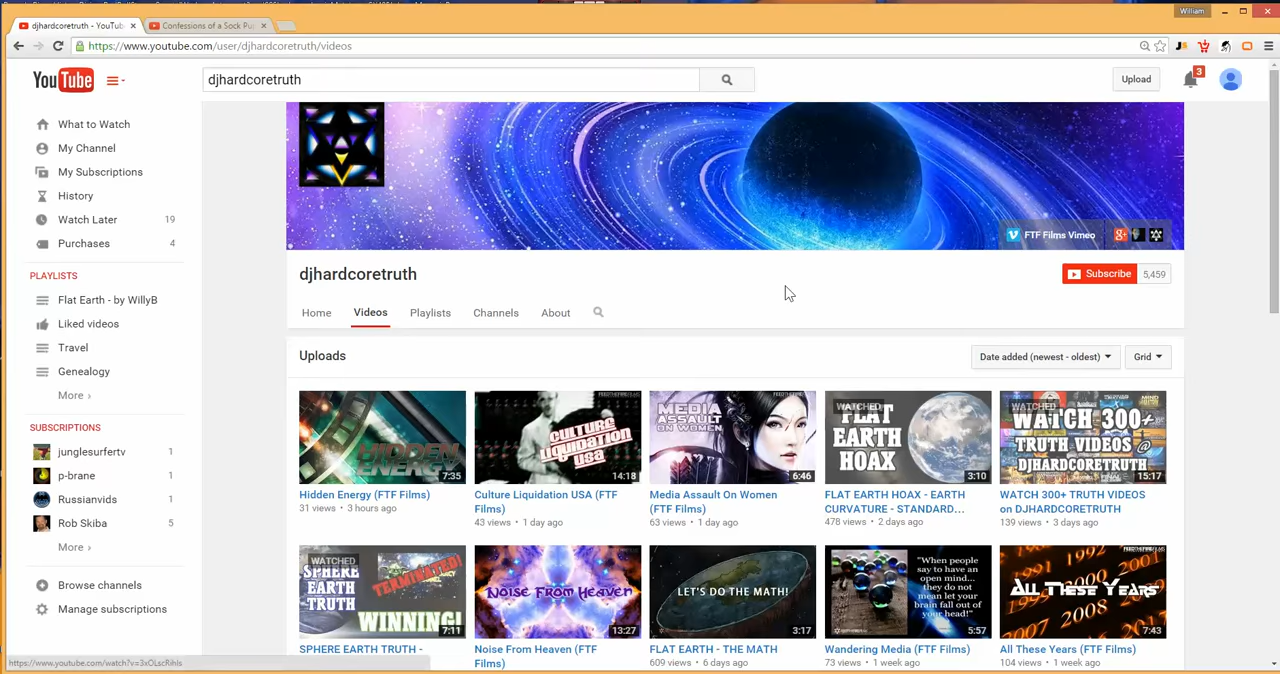 William
djhardcoretruth - YouTub
Confessions of a Sock Pu
https://www.youtube.com/user/djhardcoretruth/videos
YouTube
djhardcoretruth
Upload
3
What to Watch
My Channel
My Subscriptions
History
Watch Later 19
Purchases 4
PLAYLISTS
Flat Earth - by WillyB
Liked videos
Travel
Genealogy
More ›
SUBSCRIPTIONS
junglesurfertv 1
p-brane 1
Russianvids 1
Rob Skiba 5
More ›
Browse channels
Manage subscriptions
FTF Films Vimeo
djhardcoretruth
Subscribe 5,459
Home Videos Playlists Channels About
Uploads
Date added (newest - oldest)
Grid
HIDDEN
ENERGY
7:35
Hidden Energy (FTF Films)
31 views • 3 hours ago
CULTURE
LIQUIDATION
USA
14:18
Culture Liquidation USA (FTF
Films)
43 views • 1 day ago
MEDIA
ASSAULT
ON WOMEN
6:46
Media Assault On Women
(FTF Films)
63 views • 1 day ago
WATCHED
FLAT
EARTH
HOAX
3:10
FLAT EARTH HOAX - EARTH
CURVATURE - STANDARD...
478 views • 2 days ago
WATCHED
WATCH 300+
TRUTH VIDEOS @
DJHARDCORETRUTH
15:17
WATCH 300+ TRUTH VIDEOS
on DJHARDCORETRUTH
139 views • 3 days ago
WATCHED
SPHERE
EARTH
TRUTH
TERMINATED!
WINNING!
7:11
SPHERE EARTH TRUTH -
NOISE FROM HEAVEN
13:27
Noise From Heaven (FTF
Films)
LET'S DO THE MATH!
3:17
FLAT EARTH - THE MATH
609 views • 6 days ago
"When people
say to have an
open mind...
they do not
mean let your
brain fall out of
your head!"
5:57
Wandering Media (FTF Films)
73 views • 1 week ago
1992
2001
1995
2000
ALL THESE YEARS
2007 2008
7:43
All These Years (FTF Films)
104 views • 1 week ago
https://www.youtube.com/watch?v=3xOLscRihls